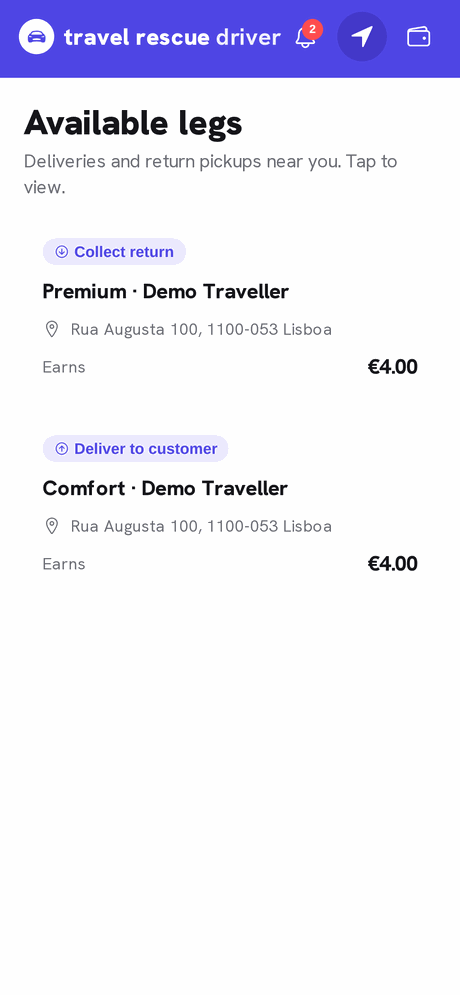 travel rescue driver
2
Available legs
Deliveries and return pickups near you. Tap to
view.
Collect return
Premium · Demo Traveller
Rua Augusta 100, 1100-053 Lisboa
Earns €4.00
Deliver to customer
Comfort · Demo Traveller
Rua Augusta 100, 1100-053 Lisboa
Earns €4.00